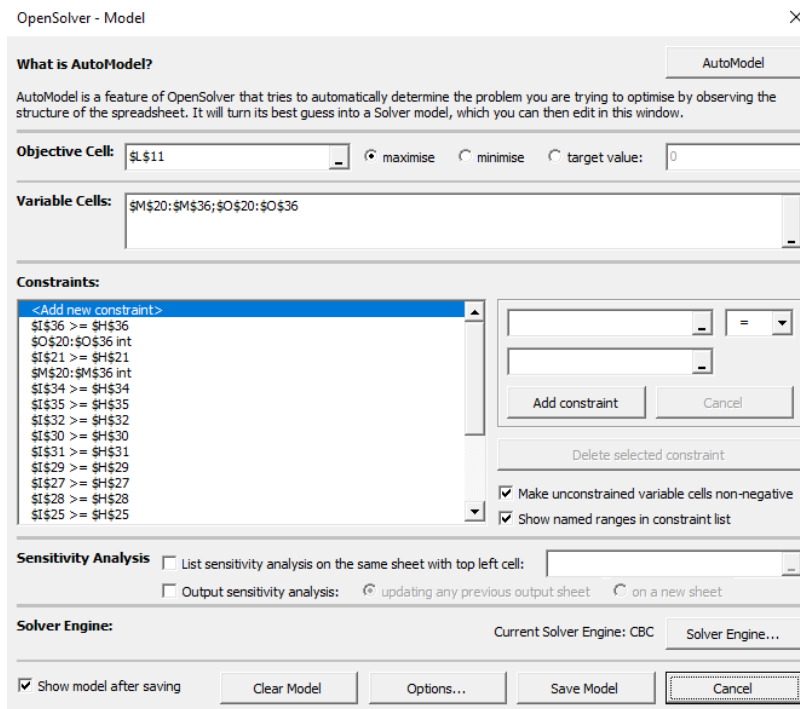 OpenSolver - Model
What is AutoModel?
AutoModel
AutoModel is a feature of OpenSolver that tries to automatically determine the problem you are trying to optimise by observing the
structure of the spreadsheet. It will turn its best guess into a Solver model, which you can then edit in this window.
Objective Cell:
$L$11
maximise
minimise
target value:
0
Variable Cells:
$M$20:$M$36;$O$20:$O$36
Constraints:
<Add new constraint>
$I$36 >= $H$36
$O$20:$O$36 int
$I$21 >= $H$21
$M$20:$M$36 int
$I$34 >= $H$34
$I$35 >= $H$35
$I$32 >= $H$32
$I$30 >= $H$30
$I$31 >= $H$31
$I$29 >= $H$29
$I$27 >= $H$27
$I$28 >= $H$28
$I$25 >= $H$25
=
Add constraint
Cancel
Delete selected constraint
Make unconstrained variable cells non-negative
Show named ranges in constraint list
Sensitivity Analysis
List sensitivity analysis on the same sheet with top left cell:
Output sensitivity analysis:
updating any previous output sheet
on a new sheet
Solver Engine:
Current Solver Engine: CBC
Solver Engine...
Show model after saving
Clear Model
Options...
Save Model
Cancel